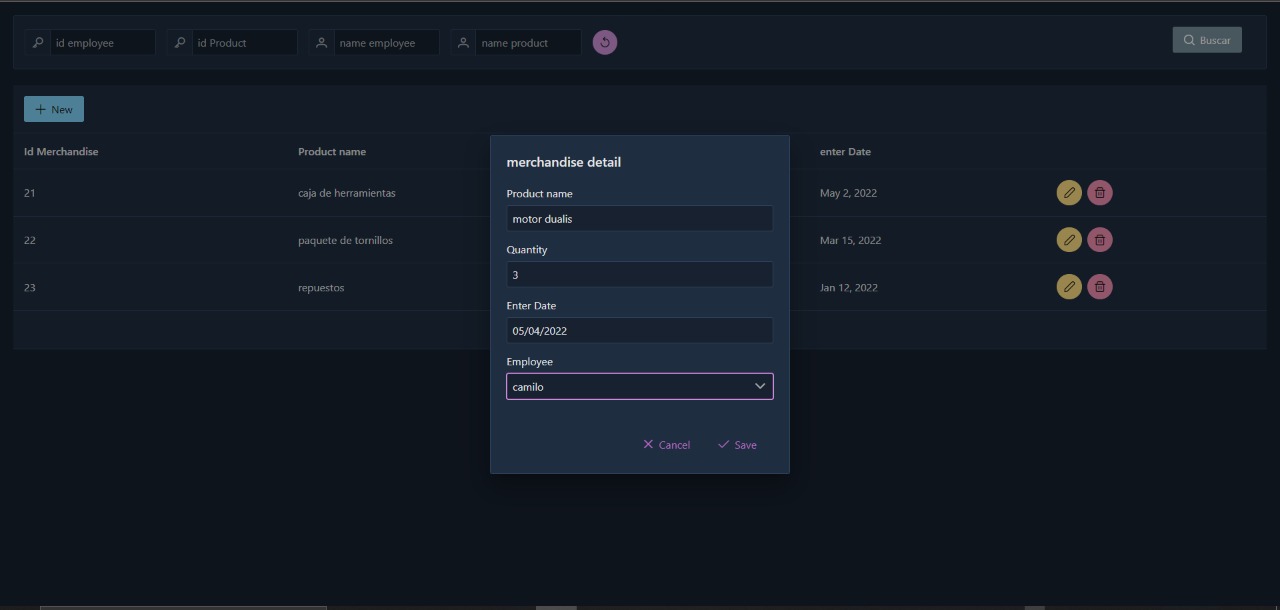 id employee id Product name employee name product Buscar
New
Id Merchandise Product name enter Date
21 caja de herramientas May 2, 2022
22 paquete de tornillos Mar 15, 2022
23 repuestos Jan 12, 2022
merchandise detail
Product name
motor dualis
Quantity
3
Enter Date
05/04/2022
Employee
camilo
Cancel Save